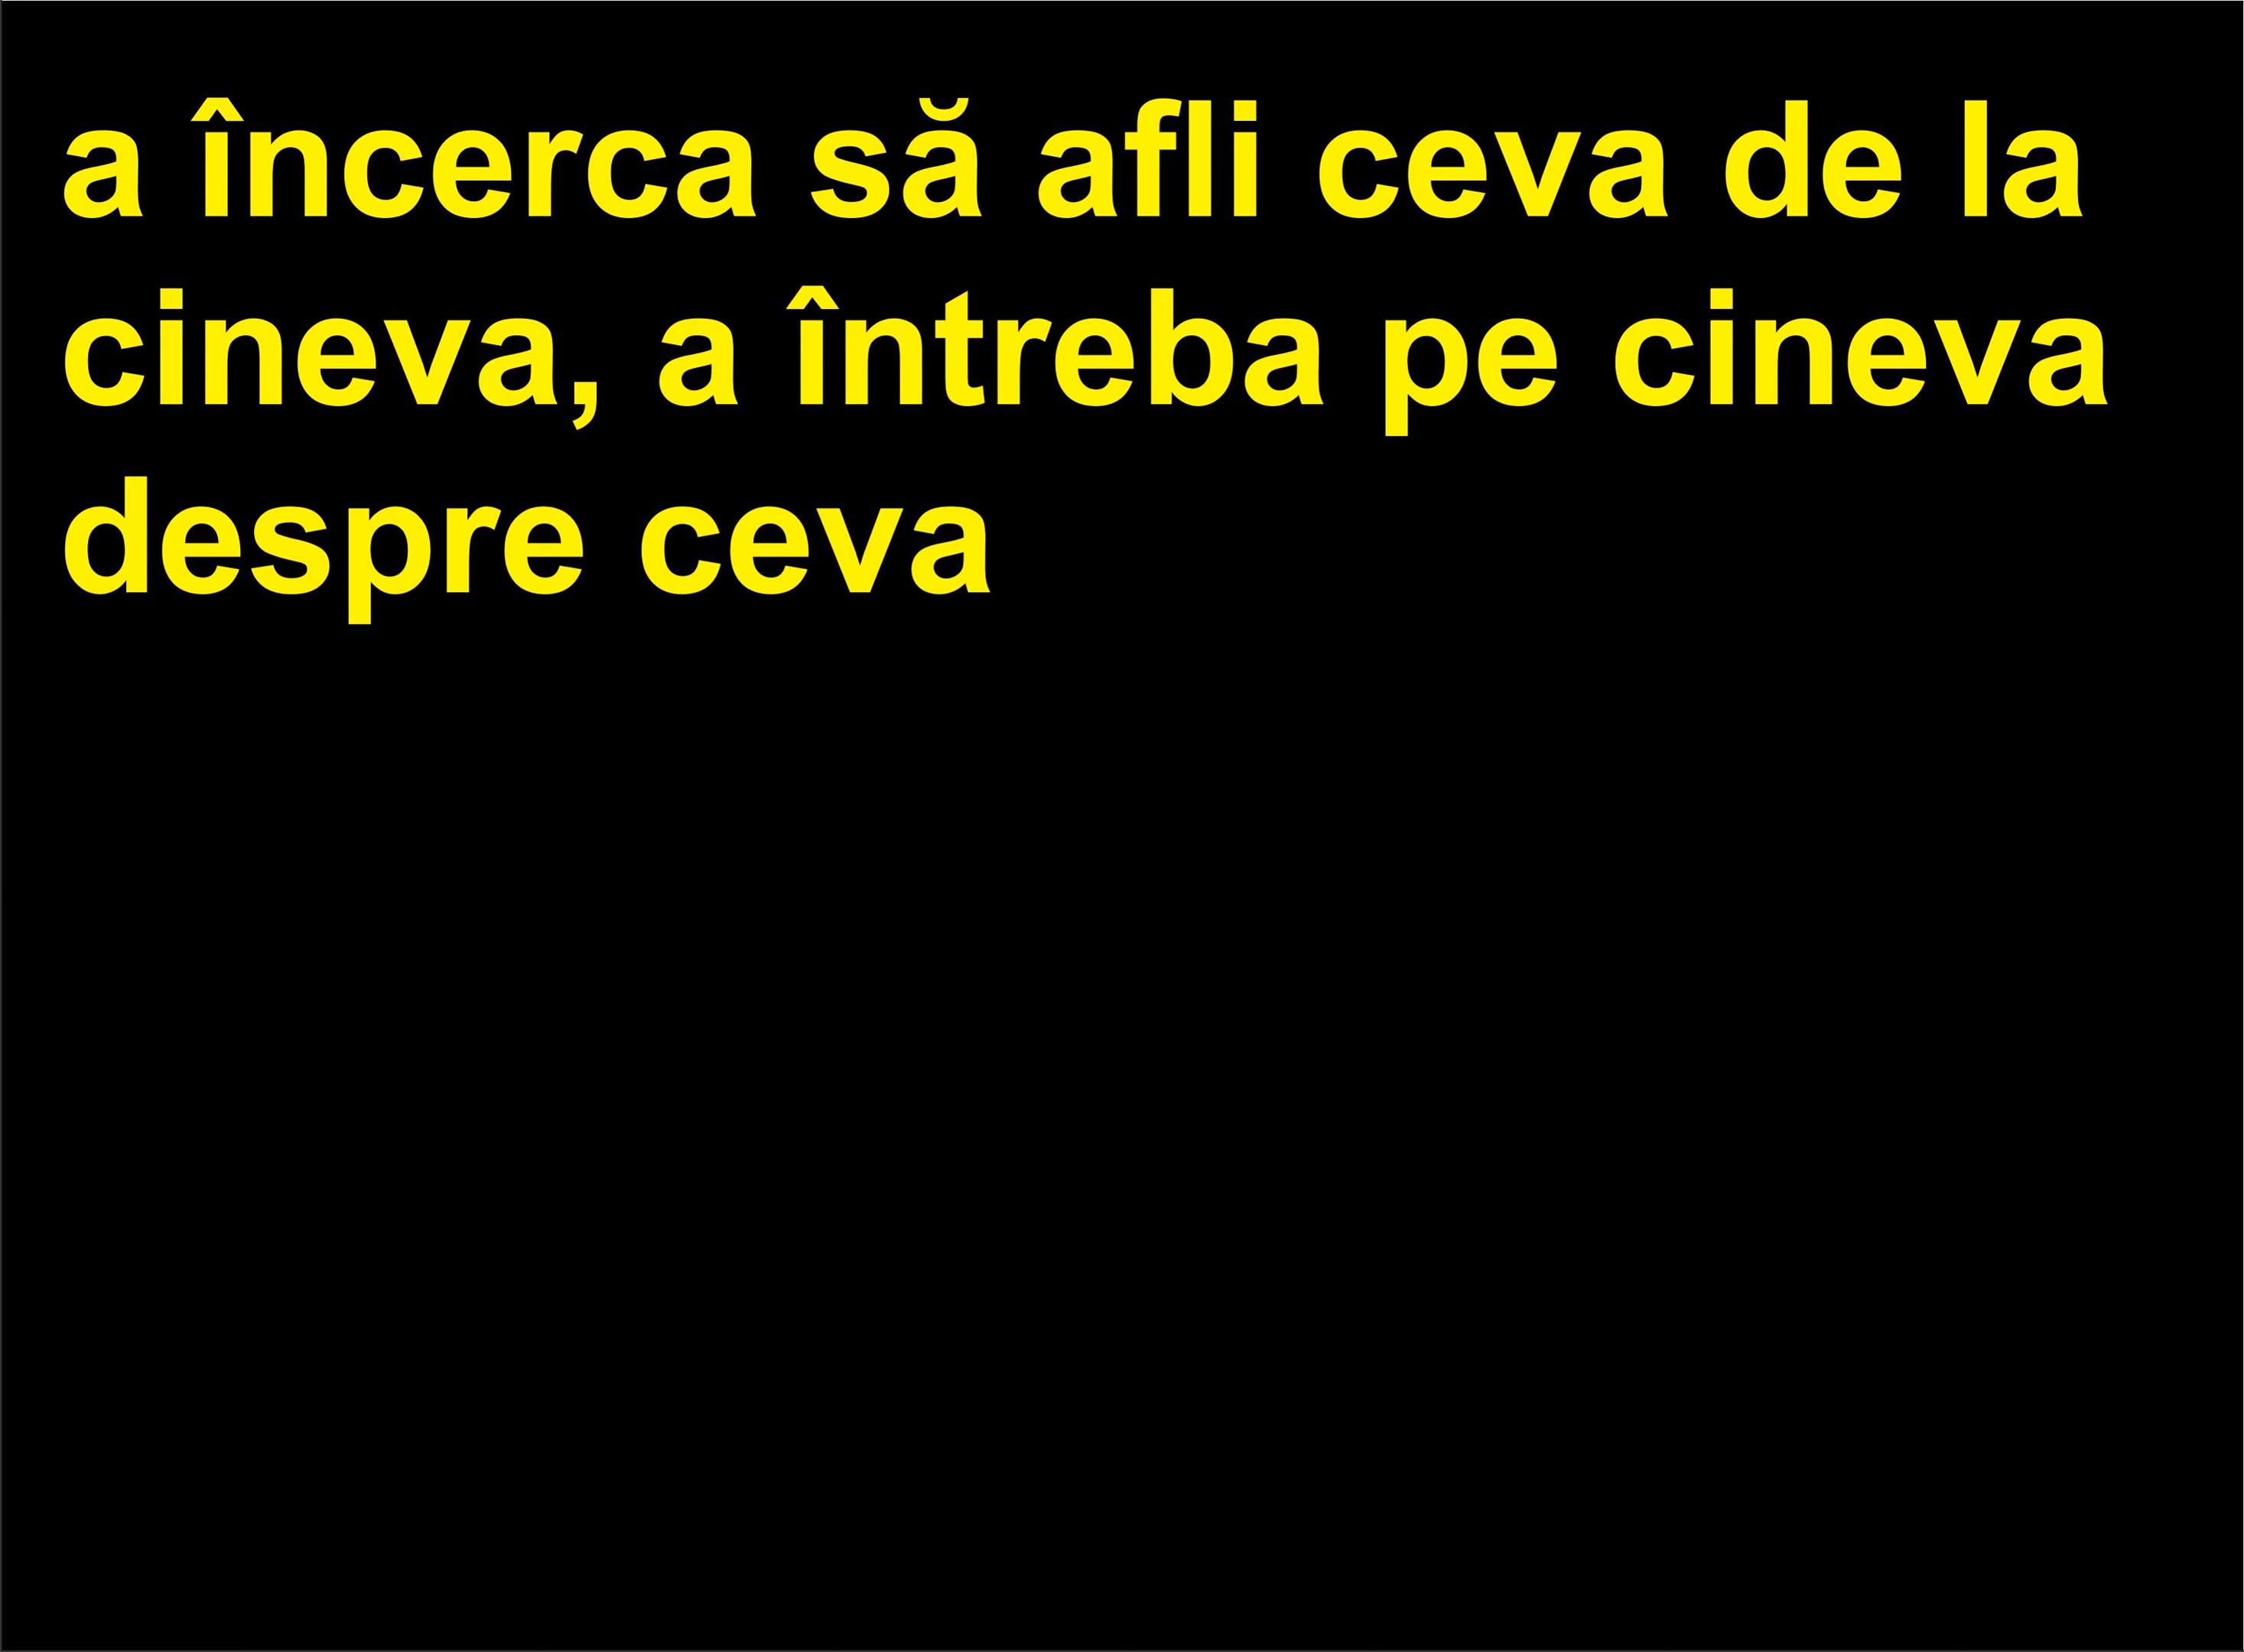 a încerca să afli ceva de la
cineva, a întreba pe cineva
despre ceva